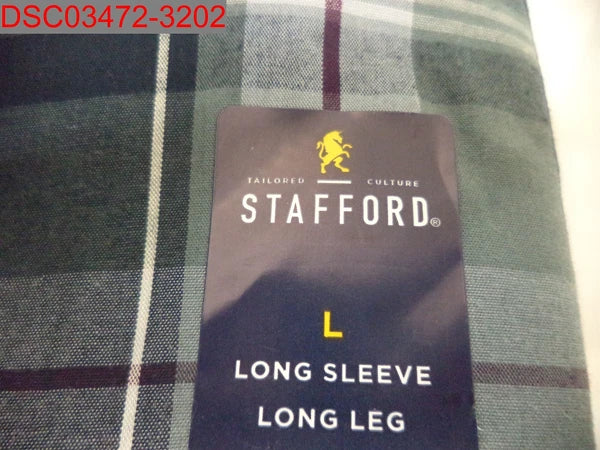 DSC03472-3202
TAILORED CULTURE
STAFFORD®
L
LONG SLEEVE
LONG LEG